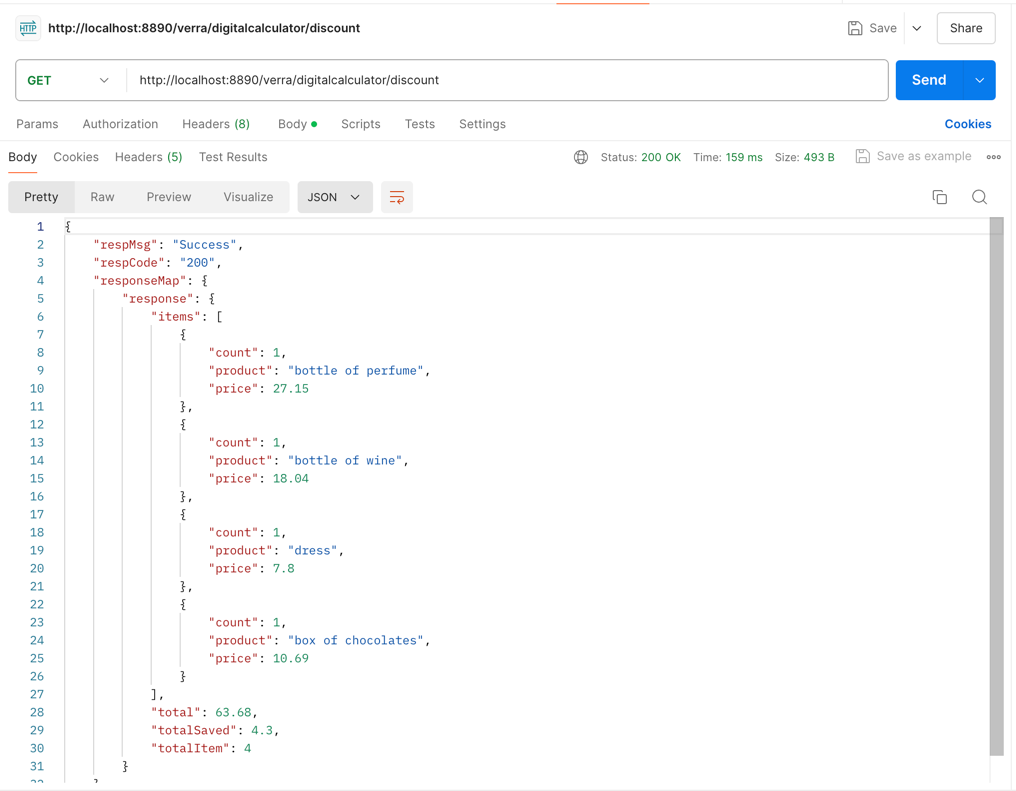 HTTP http://localhost:8890/verra/digitalcalculator/discount Save Share
GET http://localhost:8890/verra/digitalcalculator/discount Send
Params Authorization Headers (8) Body Scripts Tests Settings Cookies
Body Cookies Headers (5) Test Results Status: 200 OK Time: 159 ms Size: 493 B Save as example
Pretty Raw Preview Visualize JSON
1 {
2 "respMsg": "Success",
3 "respCode": "200",
4 "responseMap": {
5 "response": {
6 "items": [
7 {
8 "count": 1,
9 "product": "bottle of perfume",
10 "price": 27.15
11 },
12 {
13 "count": 1,
14 "product": "bottle of wine",
15 "price": 18.04
16 },
17 {
18 "count": 1,
19 "product": "dress",
20 "price": 7.8
21 },
22 {
23 "count": 1,
24 "product": "box of chocolates",
25 "price": 10.69
26 }
27 ],
28 "total": 63.68,
29 "totalSaved": 4.3,
30 "totalItem": 4
31 }